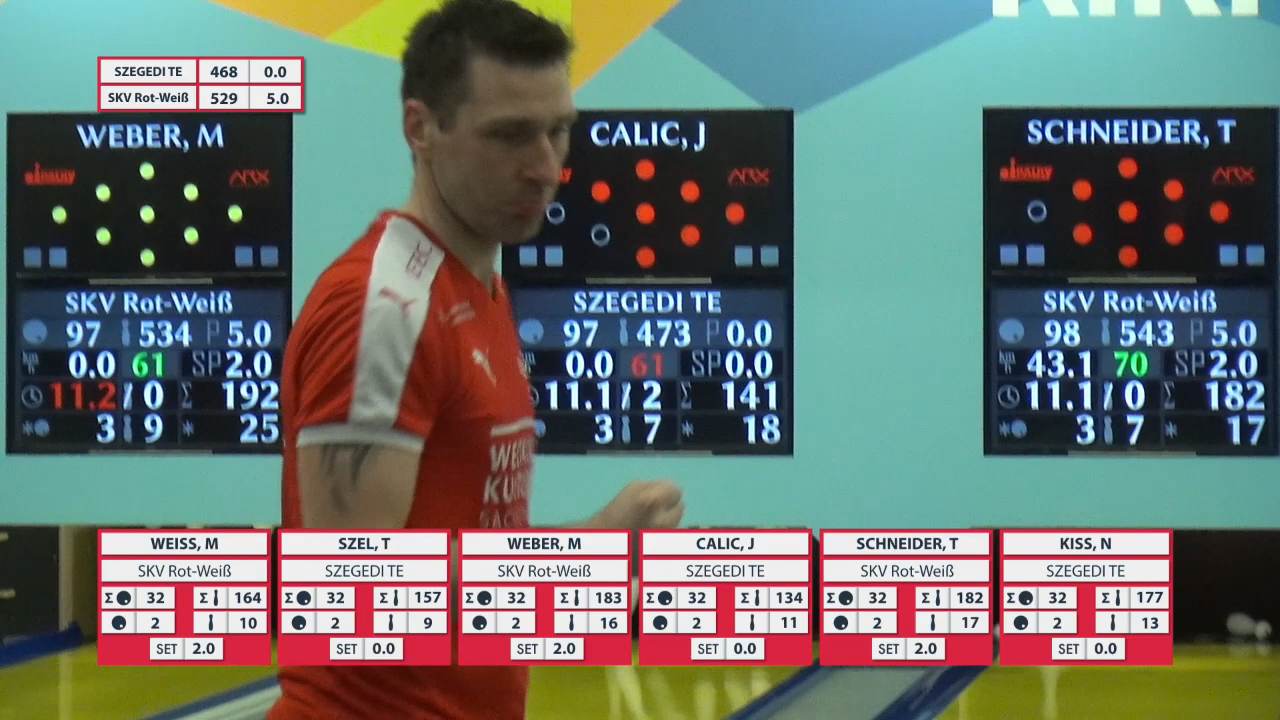 SZEGEDI TE 468 0.0
SKV Rot-Weiß 529 5.0
WEBER, M
PAULY ARX
SKV Rot-Weiß
97 534 P 5.0
km/h 0.0 61 SP 2.0
11.2 / 0 Σ 192
* 3 9 * 25
CALIC, J
ARX
SZEGEDI TE
97 473 P 0.0
0.0 61 SP 0.0
11.1 / 2 Σ 141
3 7 * 18
SCHNEIDER, T
PAULY ARX
SKV Rot-Weiß
98 543 P 5.0
km/h 43.1 70 SP 2.0
11.1 / 0 Σ 182
* 3 7 * 17
WEISS, M
SKV Rot-Weiß
Σ 32 Σ 164
2 10
SET 2.0
SZEL, T
SZEGEDI TE
Σ 32 Σ 157
2 9
SET 0.0
WEBER, M
SKV Rot-Weiß
Σ 32 Σ 183
2 16
SET 2.0
CALIC, J
SZEGEDI TE
Σ 32 Σ 134
2 11
SET 0.0
SCHNEIDER, T
SKV Rot-Weiß
Σ 32 Σ 182
2 17
SET 2.0
KISS, N
SZEGEDI TE
Σ 32 Σ 177
2 13
SET 0.0